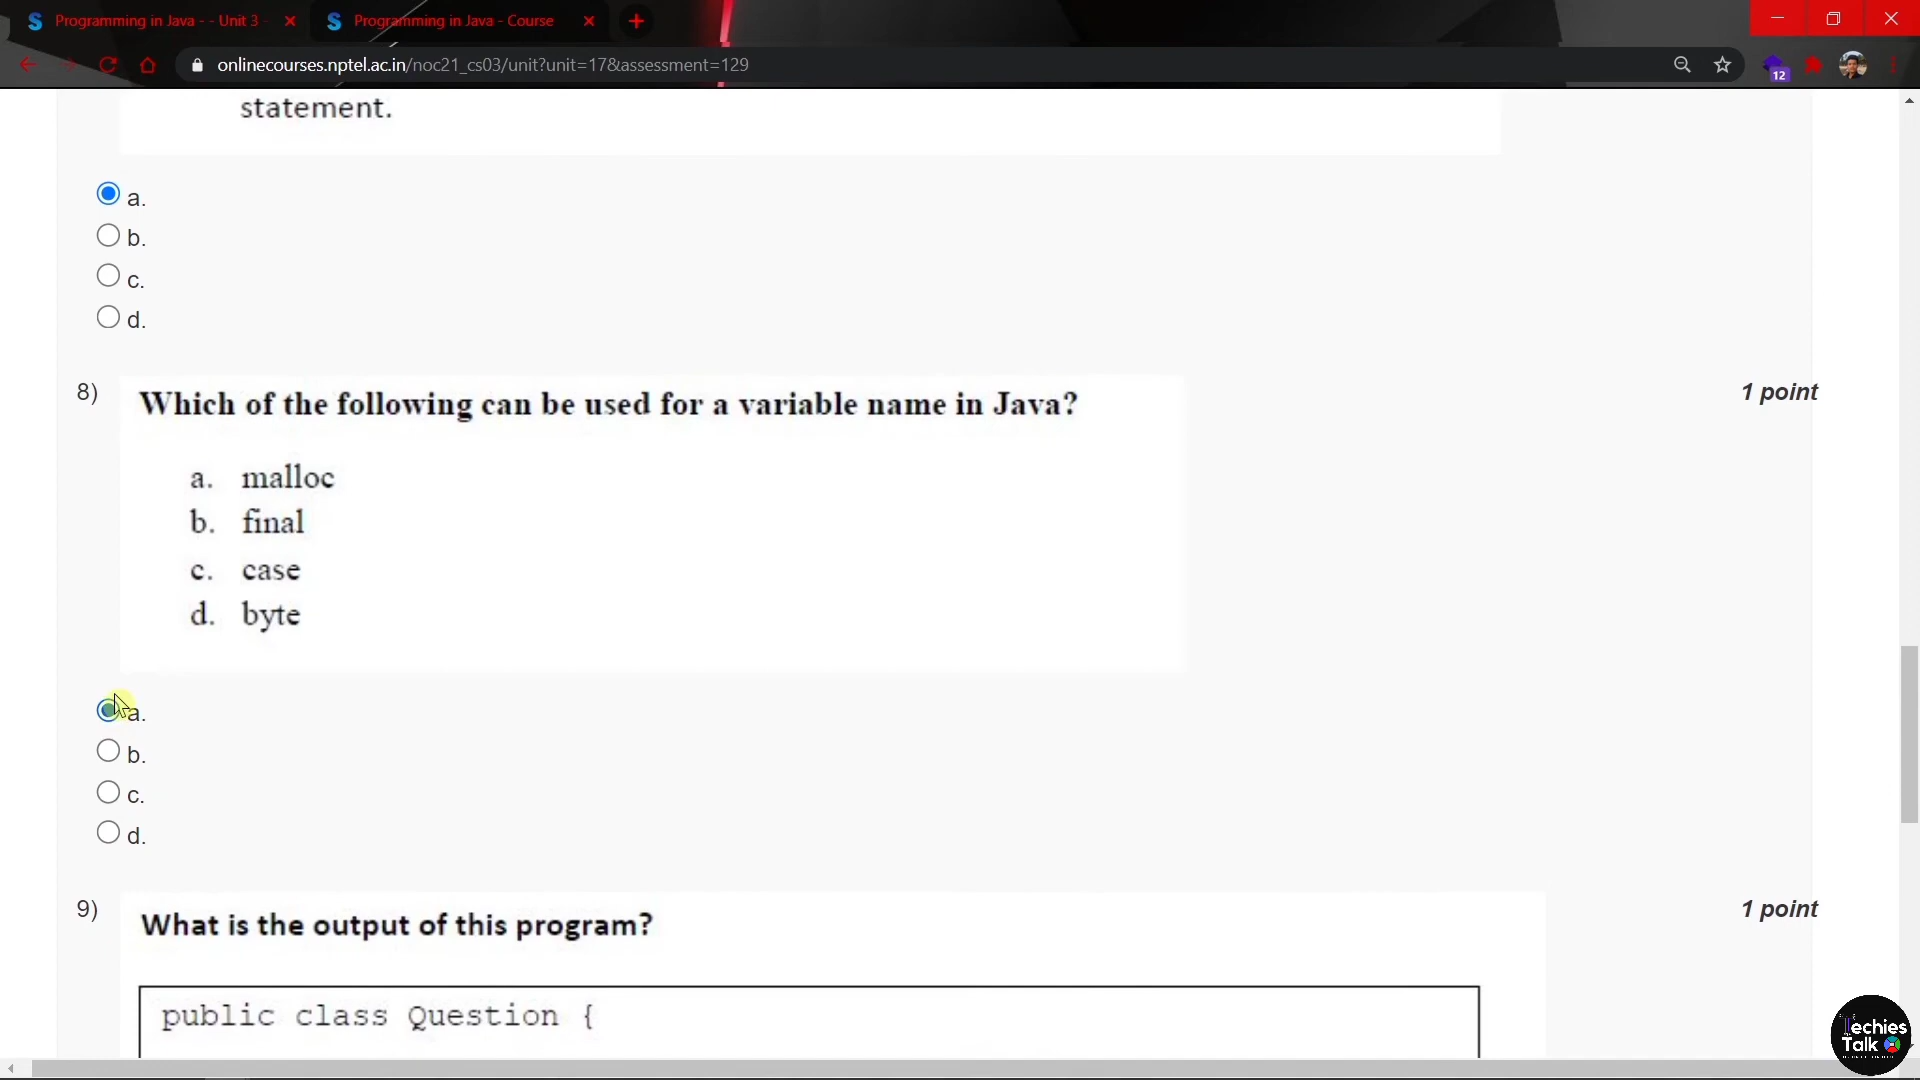 Programming in Java - - Unit 3 -
Programming in Java - Course
onlinecourses.nptel.ac.in/noc21_cs03/unit?unit=17&assessment=129
12
statement.
a.
b.
c.
d.
8)
Which of the following can be used for a variable name in Java?
1 point
a. malloc
b. final
c. case
d. byte
a.
b.
c.
d.
9)
What is the output of this program?
1 point
public class Question {
Techies
Talk